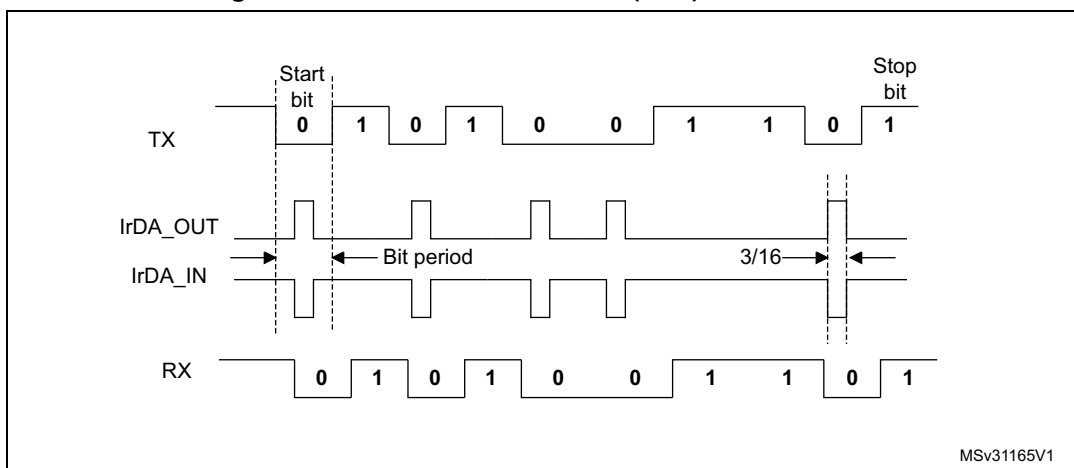 Start
bit
Stop
bit
TX
0 1 0 1 0 0 1 1 0 1
IrDA_OUT
Bit period
3/16
IrDA_IN
RX
0 1 0 1 0 0 1 1 0 1
MSv31165V1